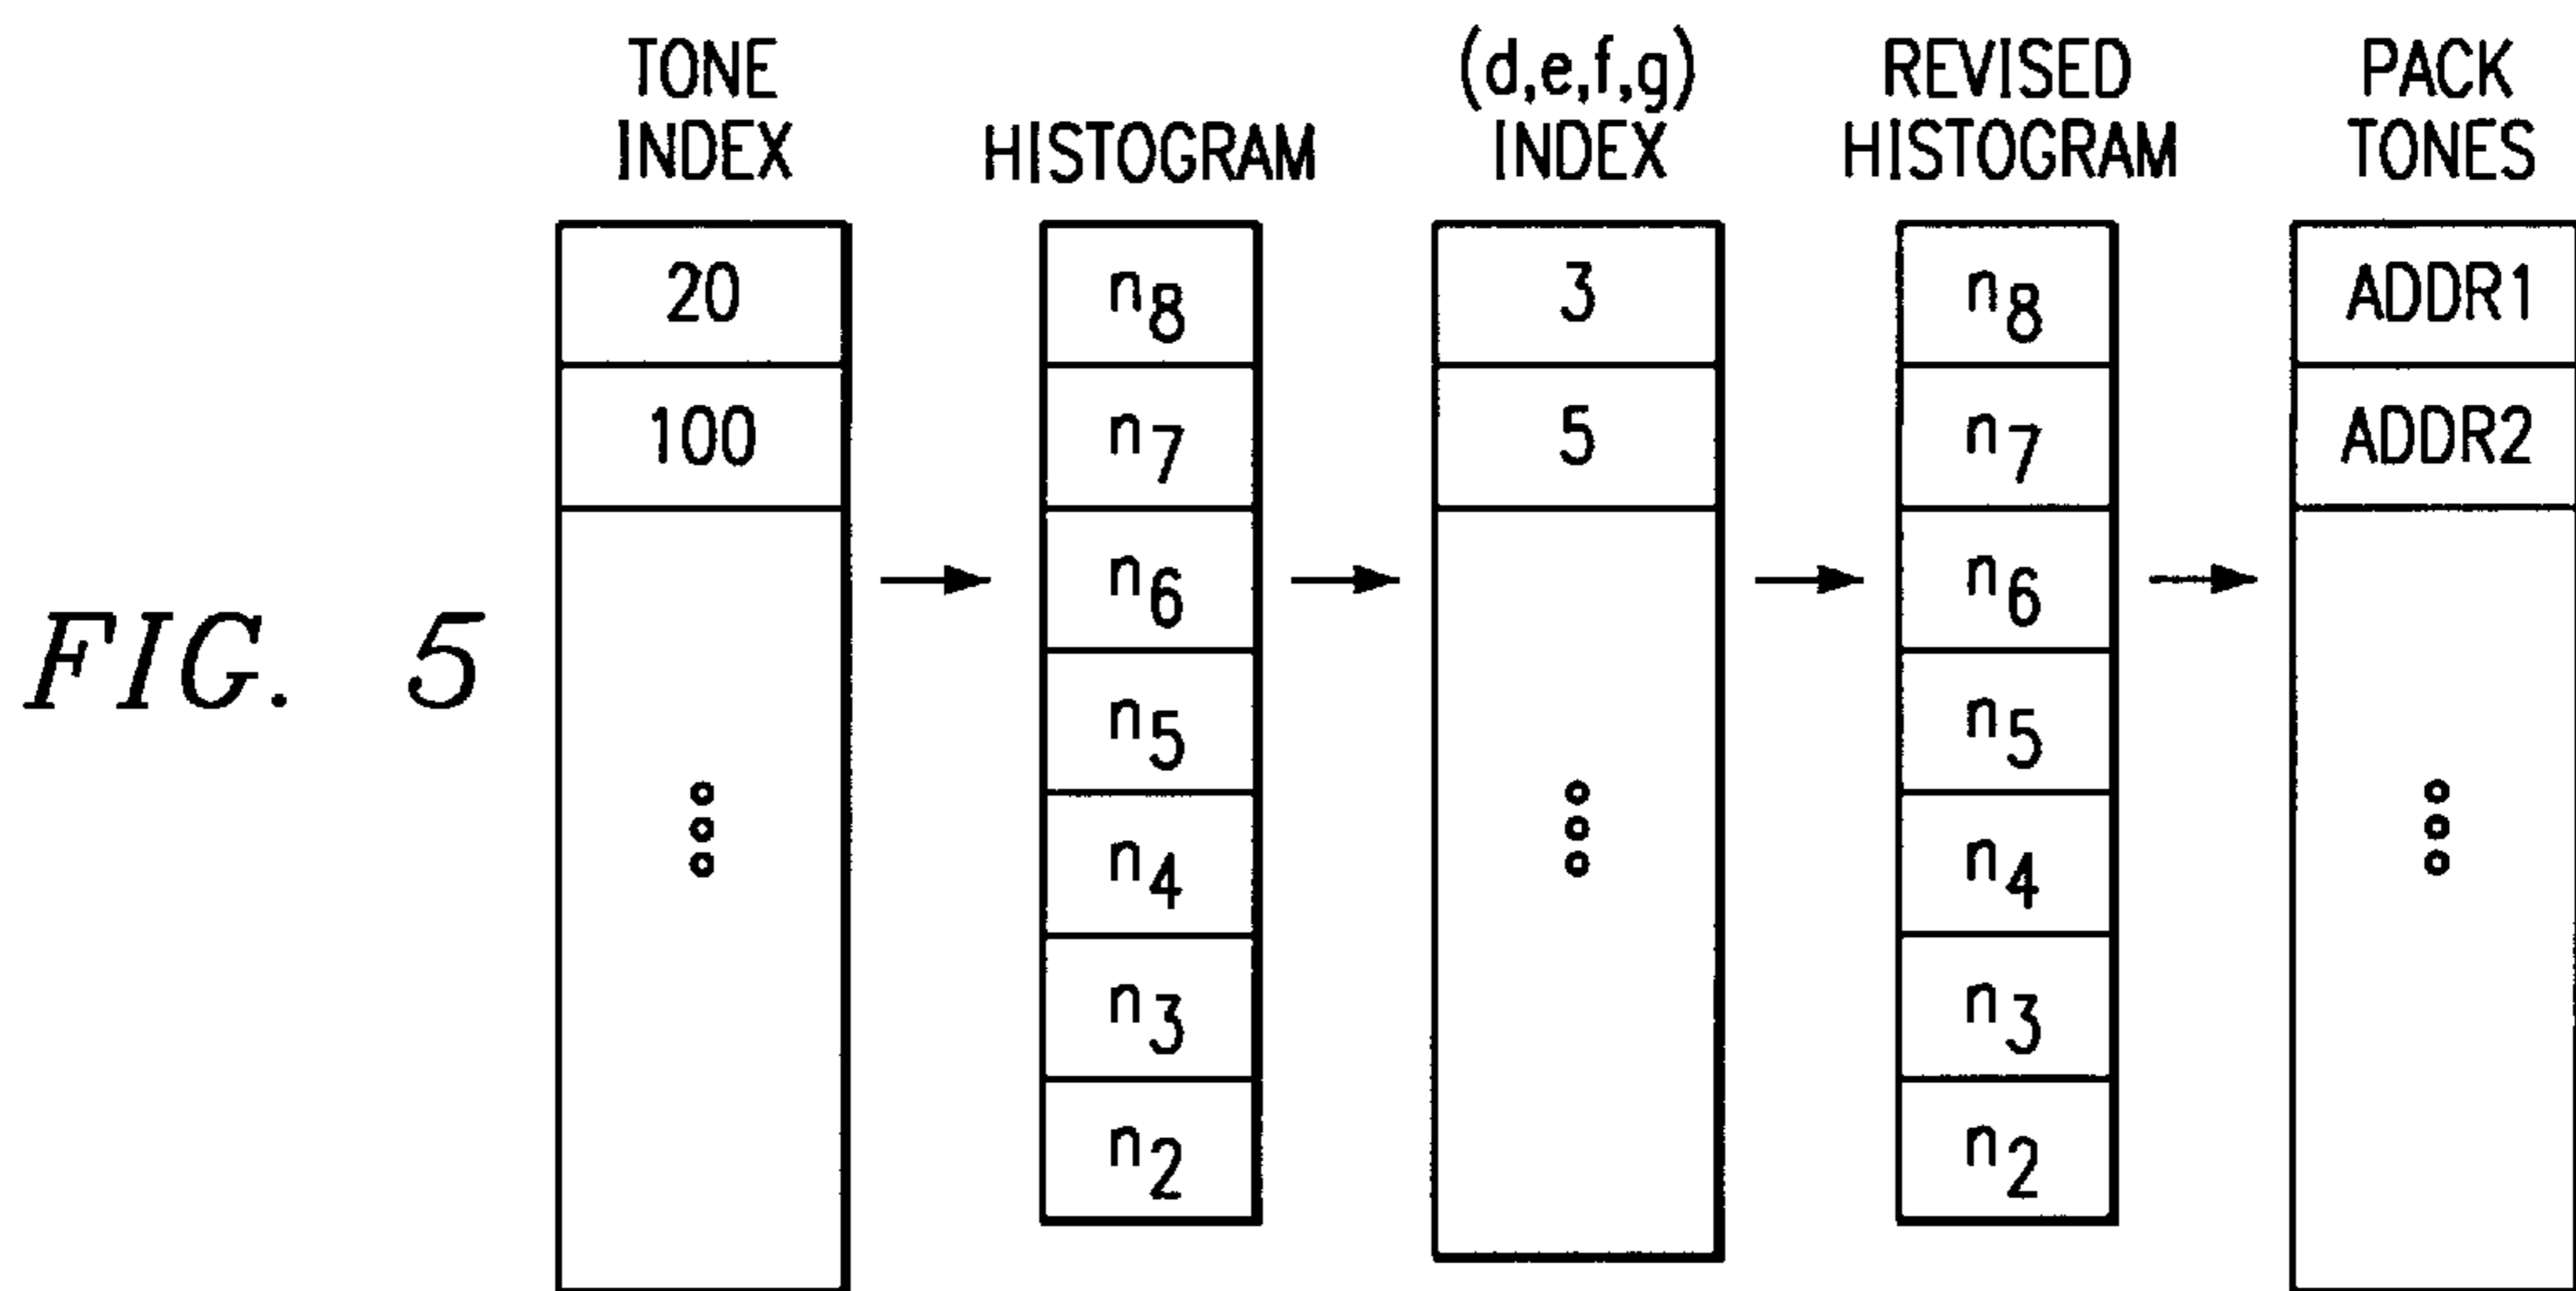 FIG. 5
TONE
INDEX
20
100
HISTOGRAM
n8
n7
n6
n5
n4
n3
n2
(d,e,f,g)
INDEX
3
5
REVISED
HISTOGRAM
n8
n7
n6
n5
n4
n3
n2
PACK
TONES
ADDR1
ADDR2